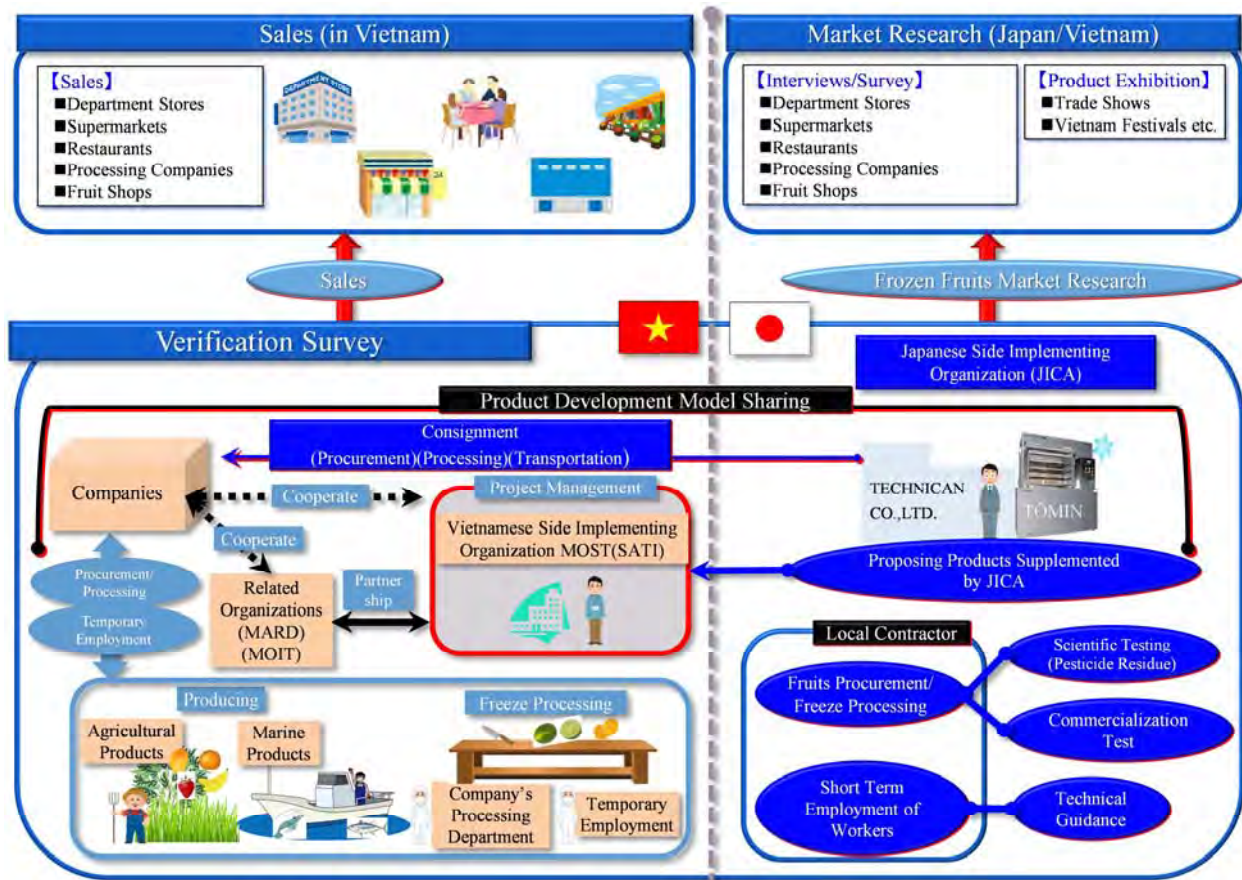 Sales (in Vietnam)
【Sales】
■Department Stores
■Supermarkets
■Restaurants
■Processing Companies
■Fruit Shops
DEPARTMENT STORE
24
Market Research (Japan/Vietnam)
【Interviews/Survey】
■Department Stores
■Supermarkets
■Restaurants
■Processing Companies
■Fruit Shops
【Product Exhibition】
■Trade Shows
■Vietnam Festivals etc.
Sales
Frozen Fruits Market Research
Verification Survey
Japanese Side Implementing
Organization (JICA)
Product Development Model Sharing
Consignment
(Procurement)(Processing)(Transportation)
Companies
Cooperate
Project Management
Vietnamese Side Implementing
Organization MOST(SATI)
Cooperate
TECHNICAN
CO.,LTD.
TŌMIN
Proposing Products Supplemented
by JICA
Procurement/
Processing
Temporary
Employment
Related
Organizations
(MARD)
(MOIT)
Partner
ship
Local Contractor
Fruits Procurement/
Freeze Processing
Scientific Testing
(Pesticide Residue)
Commercialization
Test
Short Term
Employment of
Workers
Technical
Guidance
Producing
Agricultural
Products
Marine
Products
Freeze Processing
Company's
Processing
Department
Temporary
Employment